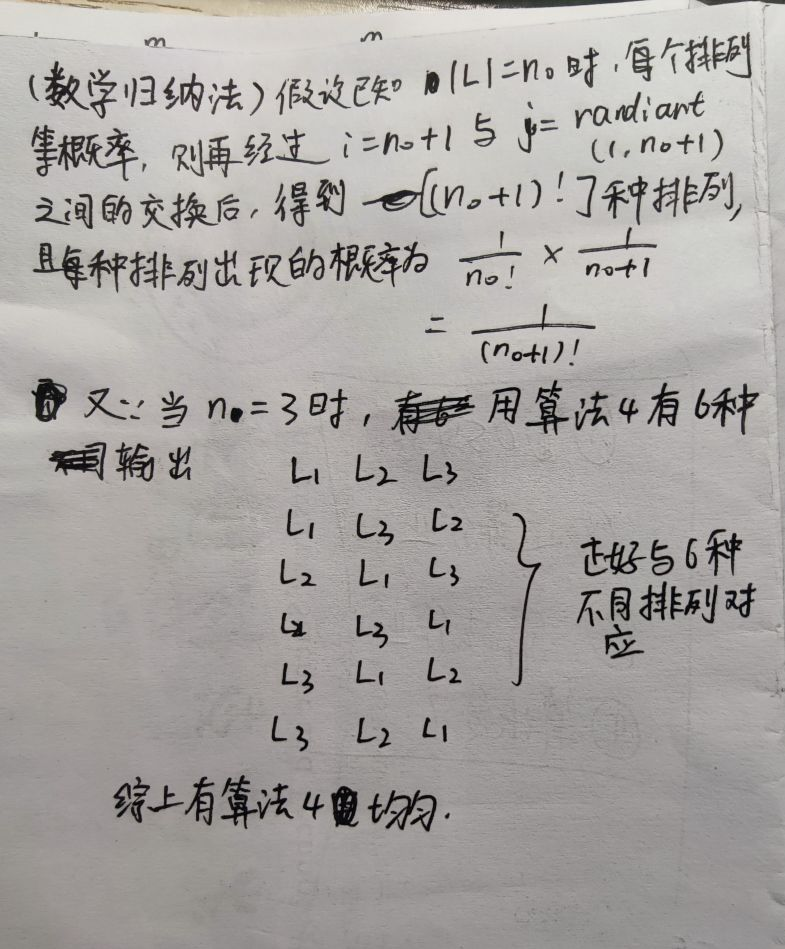 m m
(数学归纳法) 假设已知 |L|=n₀ 时, 每个排列
等概率, 则再经过 i=n₀+1 与 j= randiant (1, n₀+1)
之间的交换后, 得到 [(n₀+1)!] 种排列,
且每种排列出现的概率为 1/n₀! × 1/n₀+1
= 1/(n₀+1)!
又∵ 当 n₀=3时, 用算法4有6种
输出 L₁ L₂ L₃
L₁ L₃ L₂
L₂ L₁ L₃
L₂ L₃ L₁
L₃ L₁ L₂
L₃ L₂ L₁
正好与6种
不同排列对
应
综上有算法4均匀.